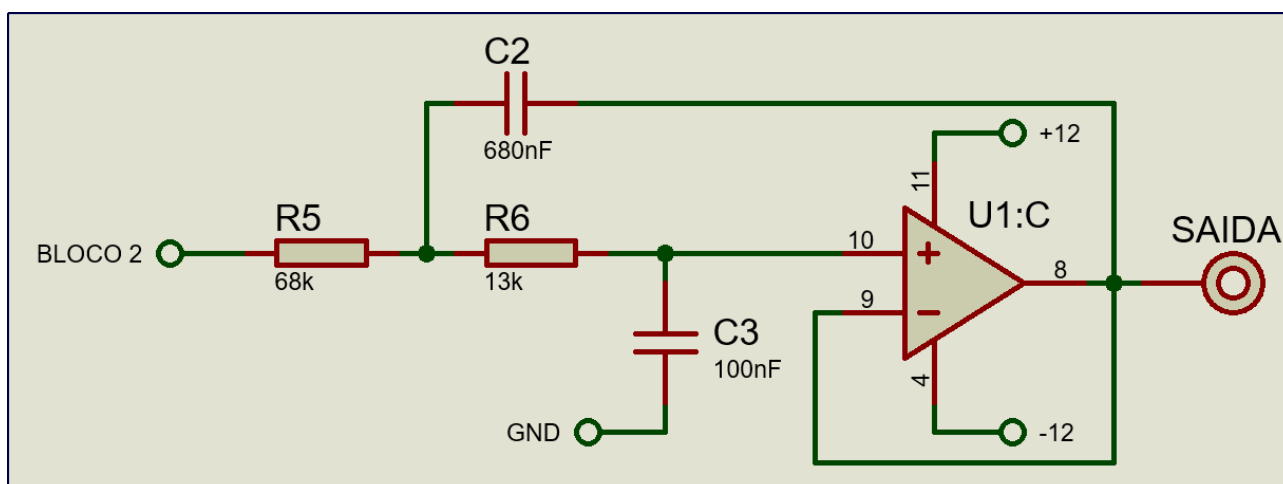 C2
680nF
+12
11
R5
R6
U1:C
SAIDA
BLOCO 2
10
+
68k
13k
8
9
−
C3
100nF
4
GND
-12